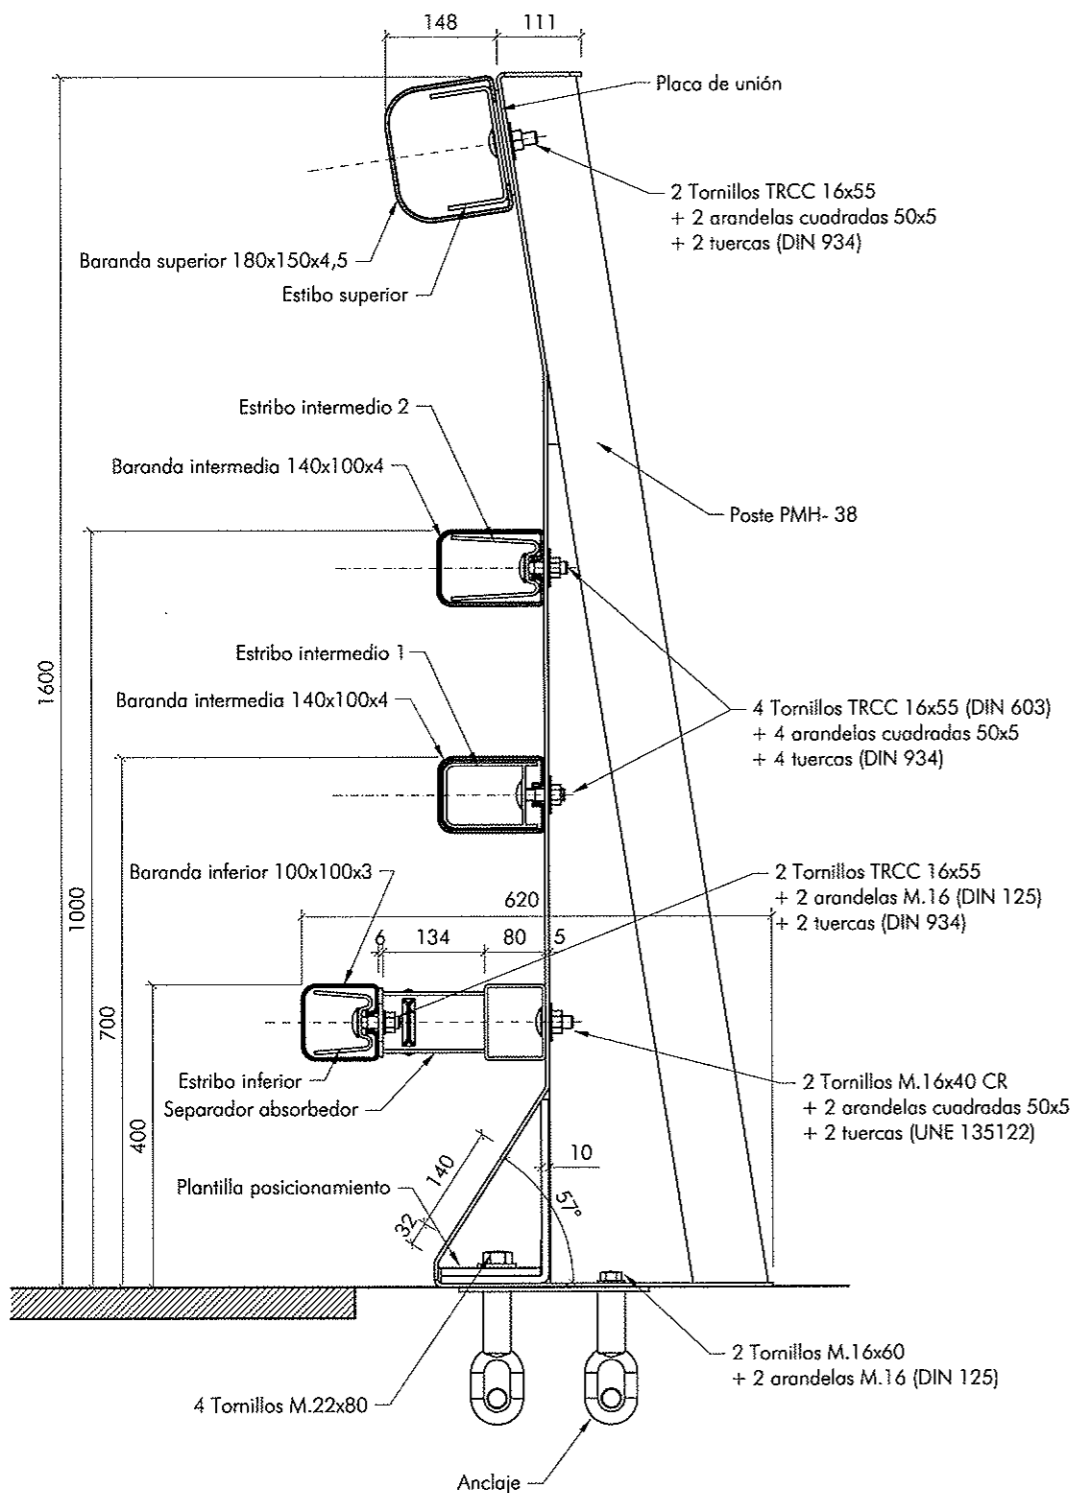 148
111
Placa de unión
2 Tornillos TRCC 16x55
+ 2 arandelas cuadradas 50x5
+ 2 tuercas (DIN 934)
Baranda superior 180x150x4,5
Estibo superior
Estribo intermedio 2
Baranda intermedia 140x100x4
Poste PMH- 38
1600
Estribo intermedio 1
Baranda intermedia 140x100x4
4 Tornillos TRCC 16x55 (DIN 603)
+ 4 arandelas cuadradas 50x5
+ 4 tuercas (DIN 934)
Baranda inferior 100x100x3
2 Tornillos TRCC 16x55
+ 2 arandelas M.16 (DIN 125)
+ 2 tuercas (DIN 934)
1000
620
6
134
80
5
700
Estribo inferior
Separador absorbedor
2 Tornillos M.16x40 CR
+ 2 arandelas cuadradas 50x5
+ 2 tuercas (UNE 135122)
400
140
10
Plantilla posicionamiento
32
57°
2 Tornillos M.16x60
+ 2 arandelas M.16 (DIN 125)
4 Tornillos M.22x80
Anclaje